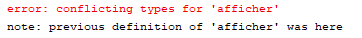 error: conflicting types for 'afficher'
note: previous definition of 'afficher' was here